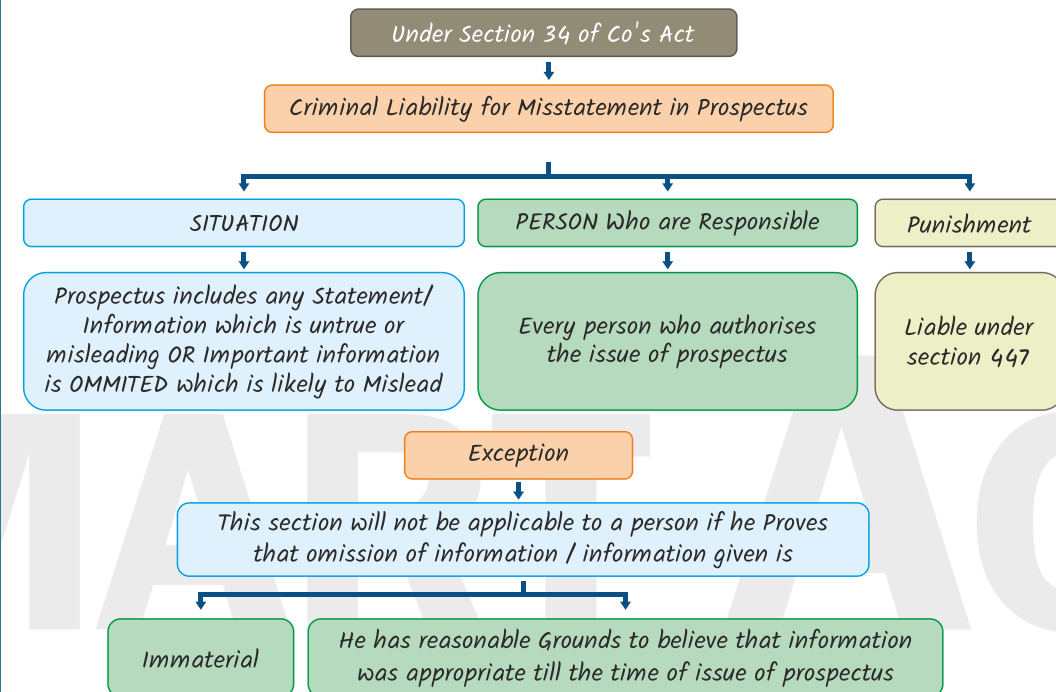 Under Section 34 of Co's Act
Criminal Liability for Misstatement in Prospectus
SITUATION
PERSON Who are Responsible
Punishment
Prospectus includes any Statement/
Information which is untrue or
misleading OR Important information
is OMMITED which is likely to Mislead
Every person who authorises
the issue of prospectus
Liable under
section 447
Exception
This section will not be applicable to a person if he Proves
that omission of information / information given is
Immaterial
He has reasonable Grounds to believe that information
was appropriate till the time of issue of prospectus